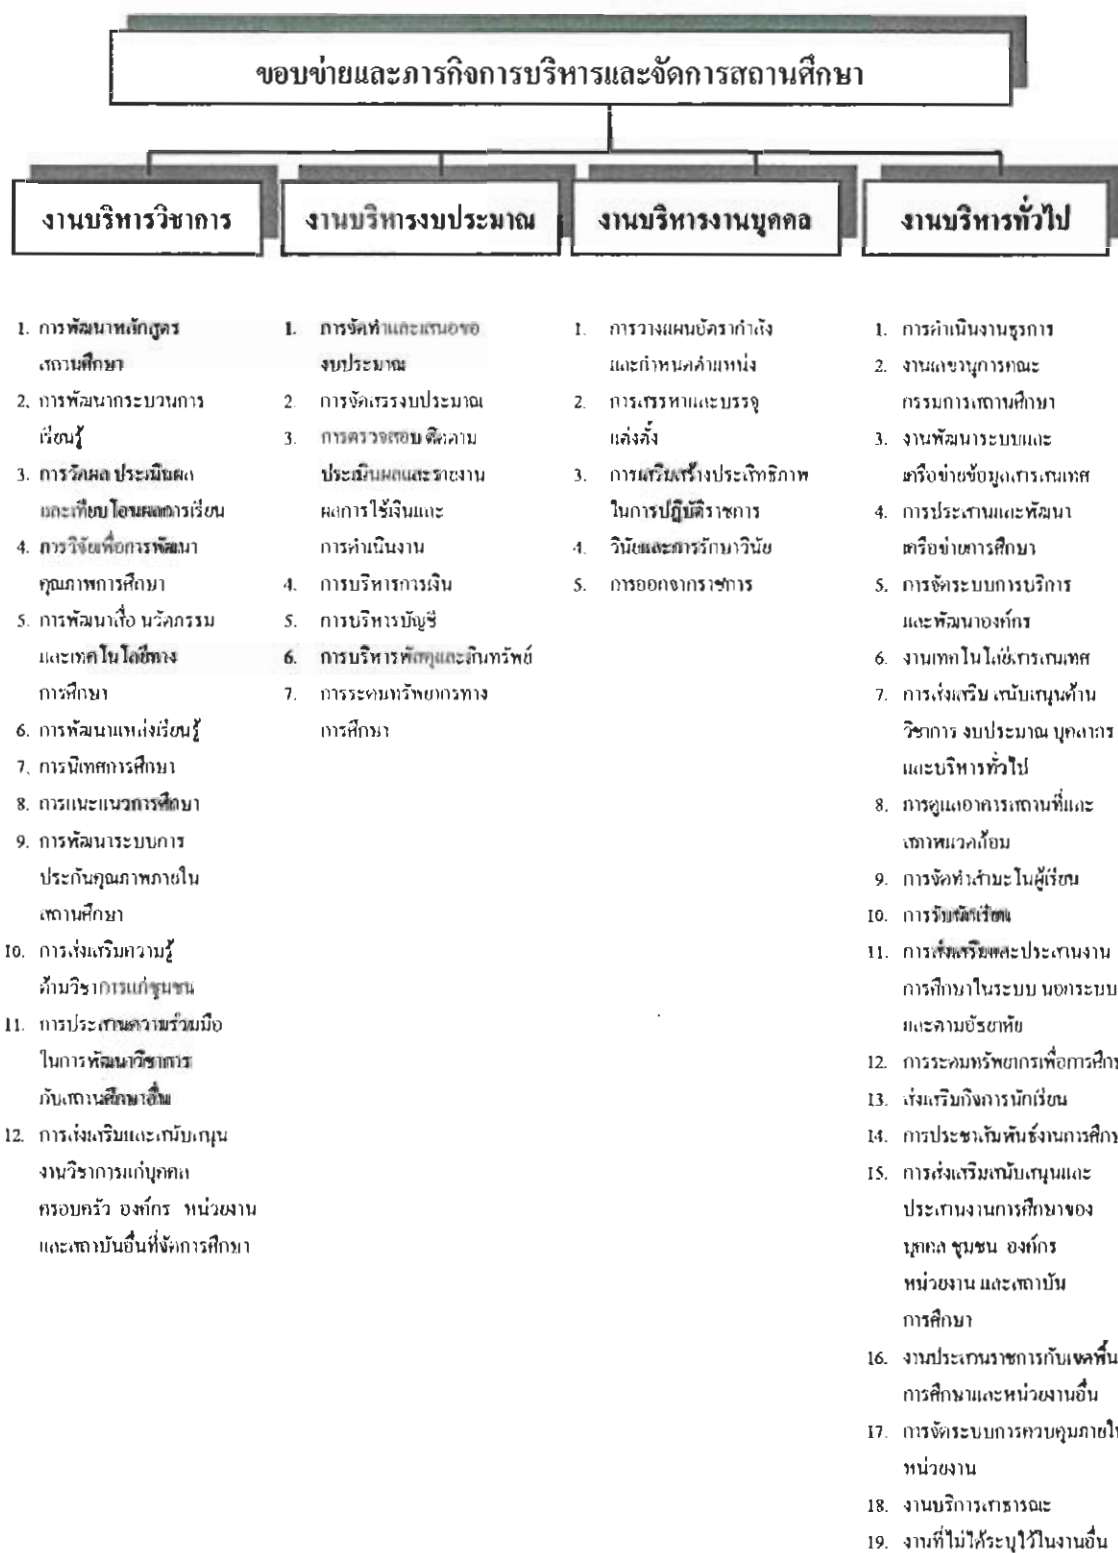 ขอบข่ายและภารกิจการบริหารและจัดการสถานศึกษา
งานบริหารวิชาการ
1. การพัฒนาหลักสูตร
สถานศึกษา
2. การพัฒนากระบวนการ
เรียนรู้
3. การวัดผล ประเมินผล
และเทียบโอนผลการเรียน
4. การวิจัยเพื่อการพัฒนา
คุณภาพการศึกษา
5. การพัฒนาสื่อ นวัตกรรม
และเทคโนโลยีทาง
การศึกษา
6. การพัฒนาแหล่งเรียนรู้
7. การนิเทศการศึกษา
8. การแนะแนวการศึกษา
9. การพัฒนาระบบการ
ประกันคุณภาพภายใน
สถานศึกษา
10. การส่งเสริมความรู้
ด้านวิชาการแก่ชุมชน
11. การประสานความร่วมมือ
ในการพัฒนาวิชาการ
กับสถานศึกษาอื่น
12. การส่งเสริมและสนับสนุน
งานวิชาการแก่บุคคล
ครอบครัว องค์กร หน่วยงาน
และสถาบันอื่นที่จัดการศึกษา
งานบริหารงบประมาณ
1. การจัดทำและเสนอขอ
งบประมาณ
2. การจัดสรรงบประมาณ
3. การตรวจสอบ ติดตาม
ประเมินผลและรายงาน
ผลการใช้เงินและ
การดำเนินงาน
4. การบริหารการเงิน
5. การบริหารบัญชี
6. การบริหารพัสดุและสินทรัพย์
7. การระดมทรัพยากรทาง
การศึกษา
งานบริหารงานบุคคล
1. การวางแผนอัตรากำลัง
และกำหนดตำแหน่ง
2. การสรรหาและบรรจุ
แต่งตั้ง
3. การเสริมสร้างประสิทธิภาพ
ในการปฏิบัติราชการ
4. วินัยและการรักษาวินัย
5. การออกจากราชการ
งานบริหารทั่วไป
1. การดำเนินงานธุรการ
2. งานเลขานุการคณะ
กรรมการสถานศึกษา
3. งานพัฒนาระบบและ
เครือข่ายข้อมูลสารสนเทศ
4. การประสานและพัฒนา
เครือข่ายการศึกษา
5. การจัดระบบการบริการ
และพัฒนาองค์กร
6. งานเทคโนโลยีสารสนเทศ
7. การส่งเสริม สนับสนุนด้าน
วิชาการ งบประมาณ บุคลากร
และบริหารทั่วไป
8. การดูแลอาคารสถานที่และ
สภาพแวดล้อม
9. การจัดทำสำมะโนผู้เรียน
10. การรับนักเรียน
11. การส่งเสริมและประสานงาน
การศึกษาในระบบ นอกระบบ
และตามอัธยาศัย
12. การระดมทรัพยากรเพื่อการศึกษ
13. ส่งเสริมกิจการนักเรียน
14. การประชาสัมพันธ์งานการศึกษ
15. การส่งเสริมสนับสนุนและ
ประสานงานการศึกษาของ
บุคคล ชุมชน องค์กร
หน่วยงาน และสถาบัน
การศึกษา
16. งานประสานราชการกับเขตพื้น
การศึกษาและหน่วยงานอื่น
17. การจัดระบบการควบคุมภายใน
หน่วยงาน
18. งานบริการสาธารณะ
19. งานที่ไม่ได้ระบุไว้ในงานอื่น